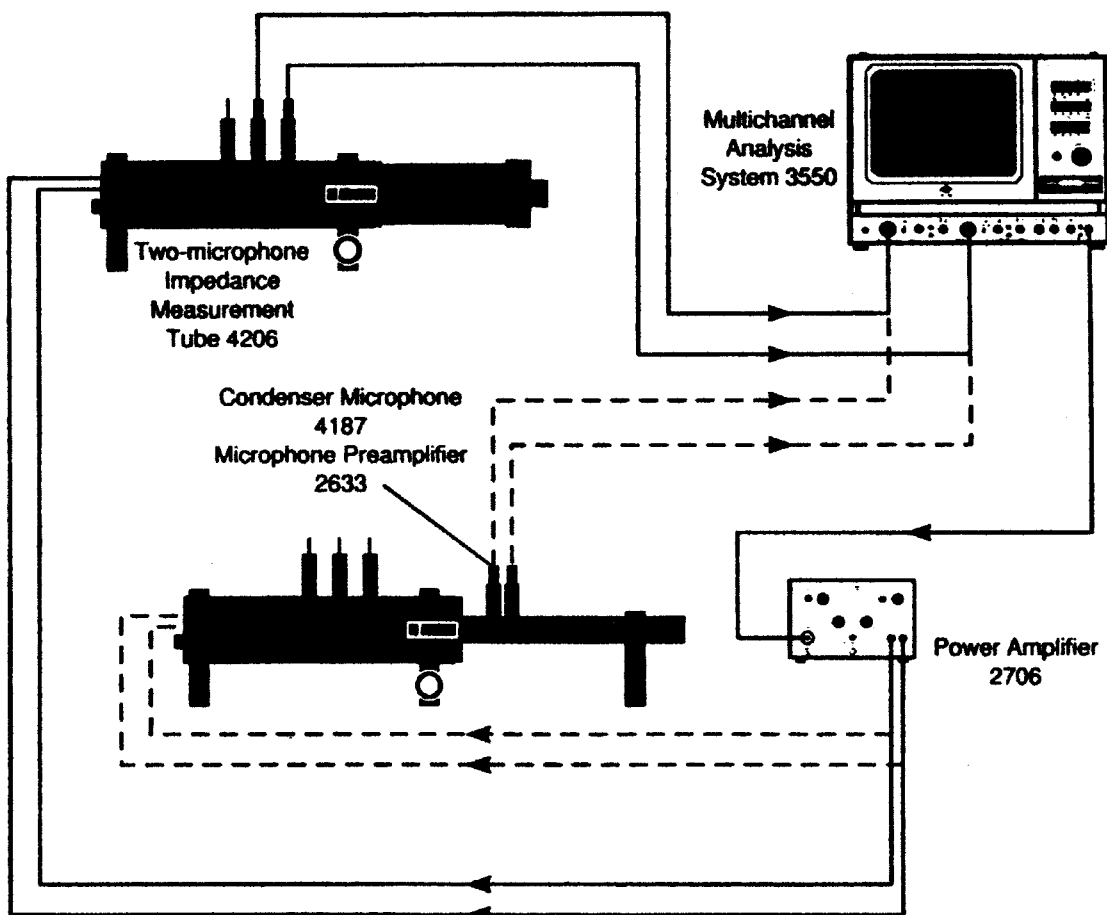 Multichannel
Analysis
System 3550
Two-microphone
Impedance
Measurement
Tube 4206
Condenser Microphone
4187
Microphone Preamplifier
2633
Power Amplifier
2706